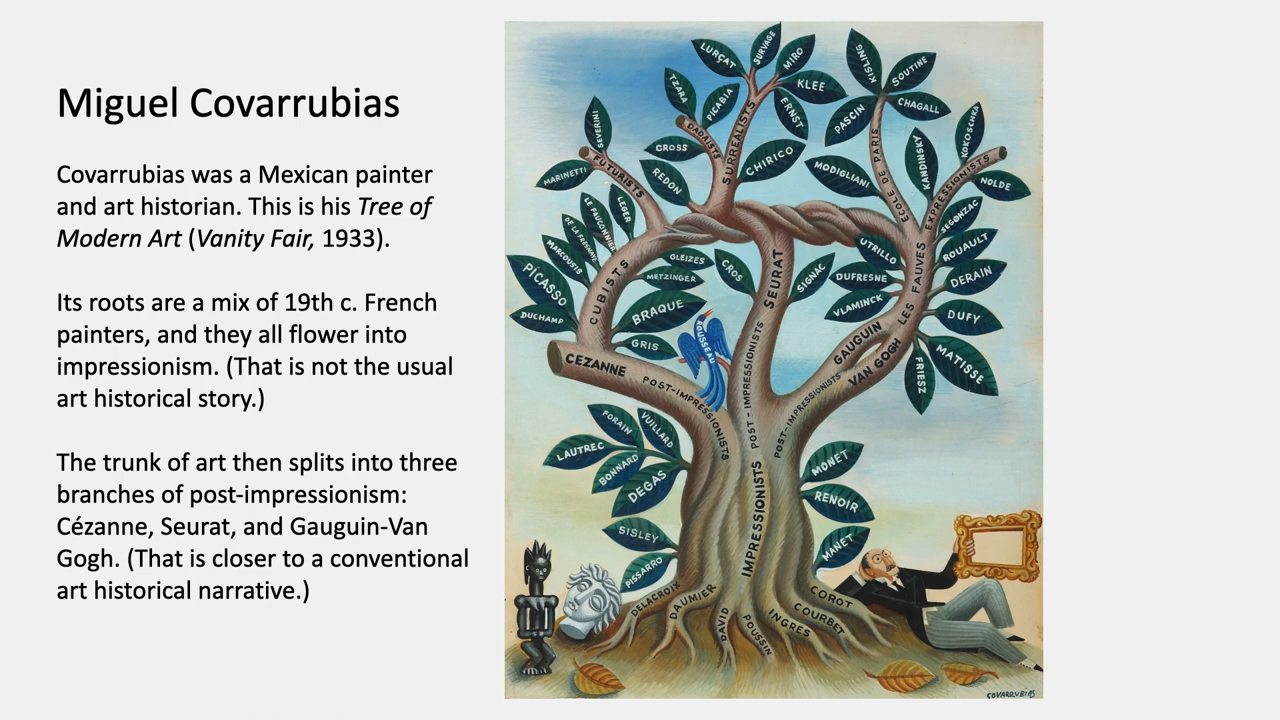 Miguel Covarrubias
Covarrubias was a Mexican painter
and art historian. This is his Tree of
Modern Art (Vanity Fair, 1933).
Its roots are a mix of 19th c. French
painters, and they all flower into
impressionism. (That is not the usual
art historical story.)
The trunk of art then splits into three
branches of post-impressionism:
Cézanne, Seurat, and Gauguin-Van
Gogh. (That is closer to a conventional
art historical narrative.)
LURÇAT
SURVAGE
MIRO
KLEE
ERNST
TZARA
PICABIA
DADAISTS
SURREALISTS
CHIRICO
CROSS
REDON
SEVERINI
MARINETTI
FUTURISTS
KISLING
SOUTINE
CHAGALL
PASCIN
MODIGLIANI
ECOLE DE PARIS
KANDINSKY
KOKOSCHKA
NOLDE
EXPRESSIONISTS
LEGER
LE FAUCONNIER
DE LA FRESNAYE
MARCOUSIS
PICASSO
DUCHAMP
CUBISTS
GLEIZES
METZINGER
BRAQUE
GRIS
CROS
SEURAT
SIGNAC
UTRILLO
DUFRESNE
VLAMINCK
LES FAUVES
SEGONZAC
ROUAULT
DERAIN
DUFY
MATISSE
FRIESZ
ROUSSEAU
CEZANNE
POST-IMPRESSIONISTS
POST-IMPRESSIONISTS
POST-IMPRESSIONISTS
GAUGUIN
VAN GOGH
FORAIN
VUILLARD
LAUTREC
BONNARD
DEGAS
SISLEY
PISSARRO
IMPRESSIONISTS
MONET
RENOIR
MANET
DELACROIX
DAUMIER
DAVID
POUSSIN
INGRES
COURBET
COROT
COVARRUBIAS